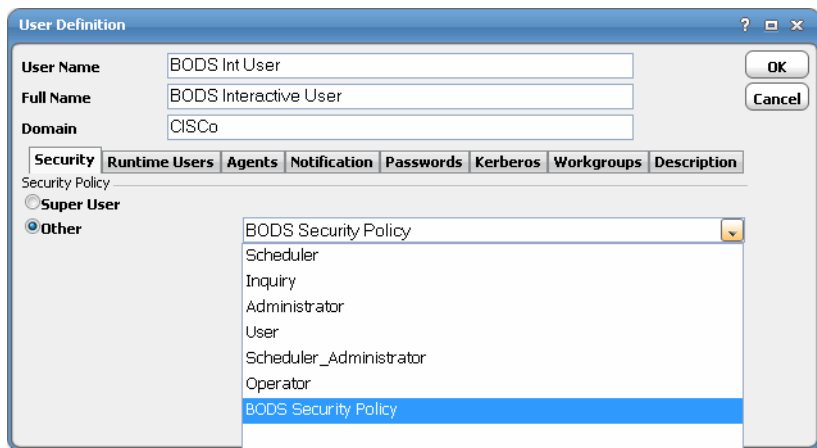 User Definition
User Name BODS Int User OK
Full Name BODS Interactive User Cancel
Domain CISCo
Security Runtime Users Agents Notification Passwords Kerberos Workgroups Description
Security Policy
Super User
Other BODS Security Policy
Scheduler
Inquiry
Administrator
User
Scheduler_Administrator
Operator
BODS Security Policy